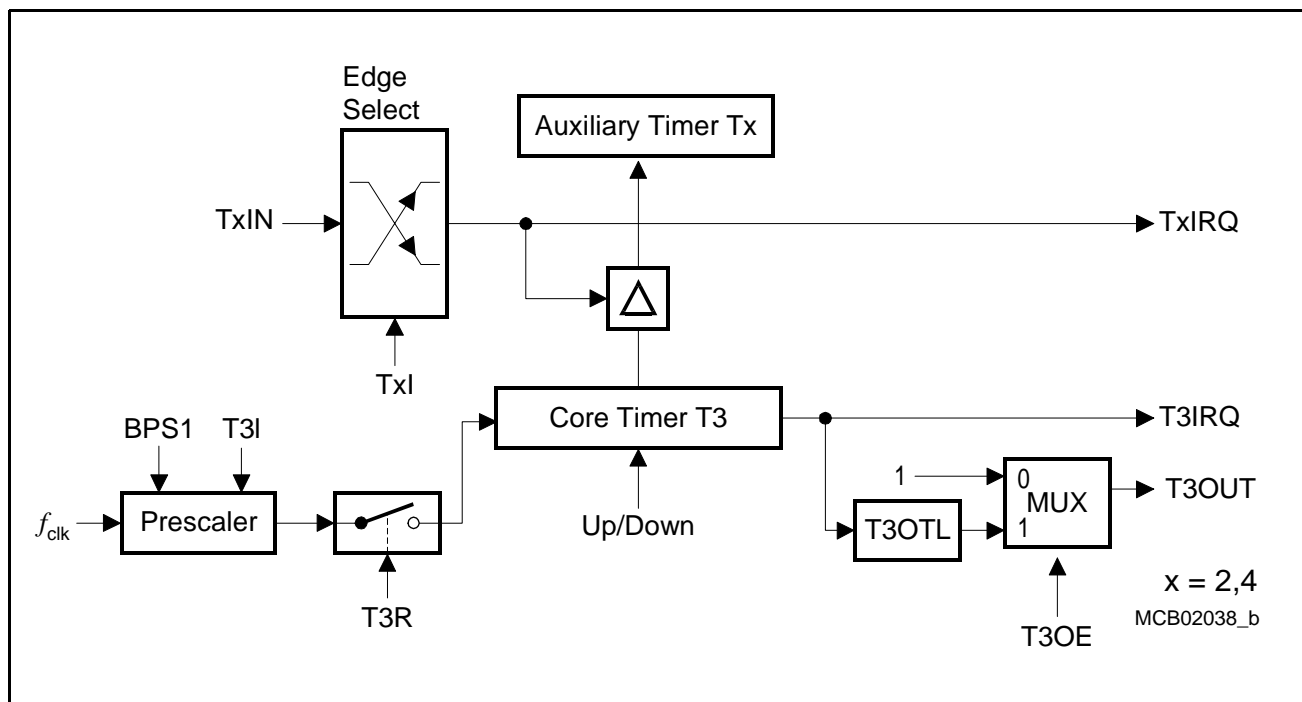 Edge
Select
Auxiliary Timer Tx
TxIN
TxIRQ
TxI
Core Timer T3
T3IRQ
BPS1
T3I
1
0
MUX
1
T3OUT
fclk
Prescaler
Up/Down
T3OTL
T3R
T3OE
x = 2,4
MCB02038_b